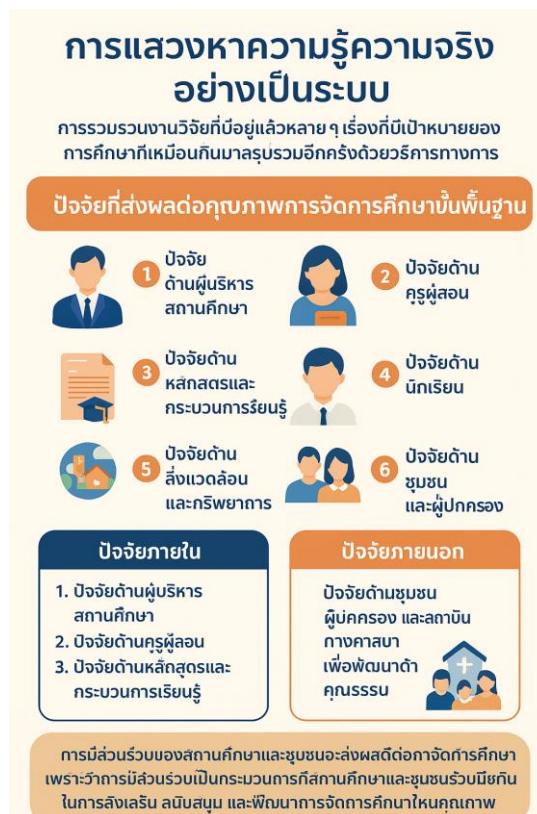 การแสวงหาความรู้ความจริง
อย่างเป็นระบบ
การรวมรวนงานวิจัยที่มีอยู่แล้วหลาย ๆ เรื่องที่มีเป้าหมายของ
การศึกษาทีเหมือนกันมาสรุปรวมอีกครังด้วยวธีการทางการ
ปัจจัยที่ส่งผลต่อคุณภาพการจัดการศึกษาขั้นพื้นฐาน
1 ปัจจัย
ด้านผู้นริหาร
สถานศึกษา
2 ปัจจัยด้าน
ครูผู้สอน
3 ปัจจัยด้าน
หลักสตรและ
กระบวนการรียนรู้
4 ปัจจัยด้าน
นักเรียน
5 ปัจจัยด้าน
สิ่งแวดล้อน
และกริพยาถาร
6 ปัจจัยด้าน
ชุมชน
และผู้ปกครอง
ปัจจัยภายใน
1. ปัจจัยด้านผู้บริหาร
สถานศึกษา
2. ปัจจัยด้านครูผู้ลอน
3. ปัจจัยด้านหลักสูตรและ
กระบวนการเรียนรู้
ปัจจัยภายนอก
ปัจจัยด้ามชุมชน
ผู้บ่คครอง และลถาบัน
กางคาสบา
เพื่อพัฒนาด้า
คุณรรรน
การมีส่วนร่วบของสถานศึกษาและชุบชนอะล่งผสดีต่อกาจัดท้ารศึกษา
เพราะว่าการมีส้วนร่วบเป็นกระมวนการกีสกานศึกษาและชุมชนร้วบนียกิน
ในการลังเลรัน ลนับสนูม และพีฒนาการจัดการศึกนาใหนคูณภาพ